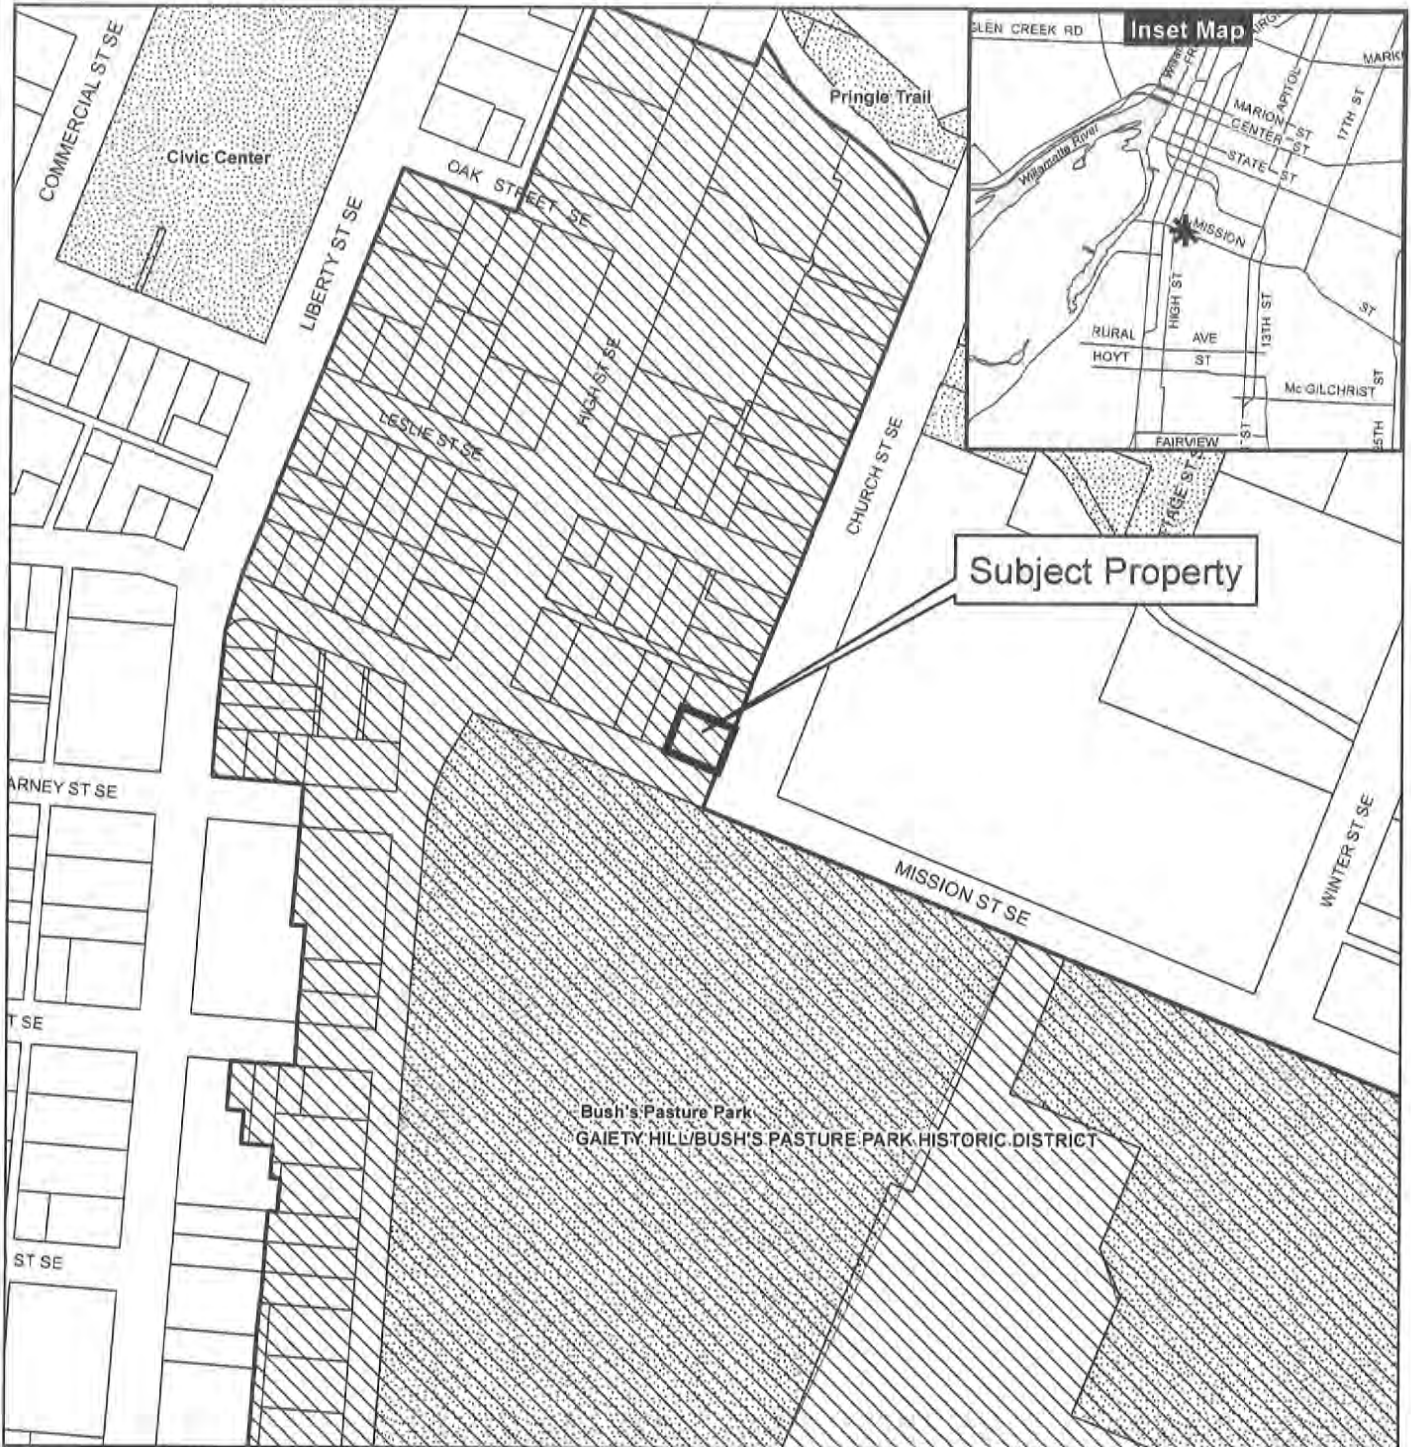 COMMERCIAL ST SE
Civic Center
LIBERTY ST SE
OAK STREET SE
Pringle Trail
HIGH ST SE
LESLIE ST SE
CHURCH ST SE
Subject Property
ARNEY ST SE
MISSION ST SE
WINTER ST SE
T SE
Bush's Pasture Park
GAIETY HILL/BUSH'S PASTURE PARK HISTORIC DISTRICT
ST SE
Inset Map
GLEN CREEK RD
MARK
Willamette River
MARION ST
CENTER ST
STATE ST
17TH ST
MISSION
ST
HIGH ST
13TH ST
RURAL AVE
HOYT ST
McGILCHRIST
ST
25TH
FAIRVIEW
ST